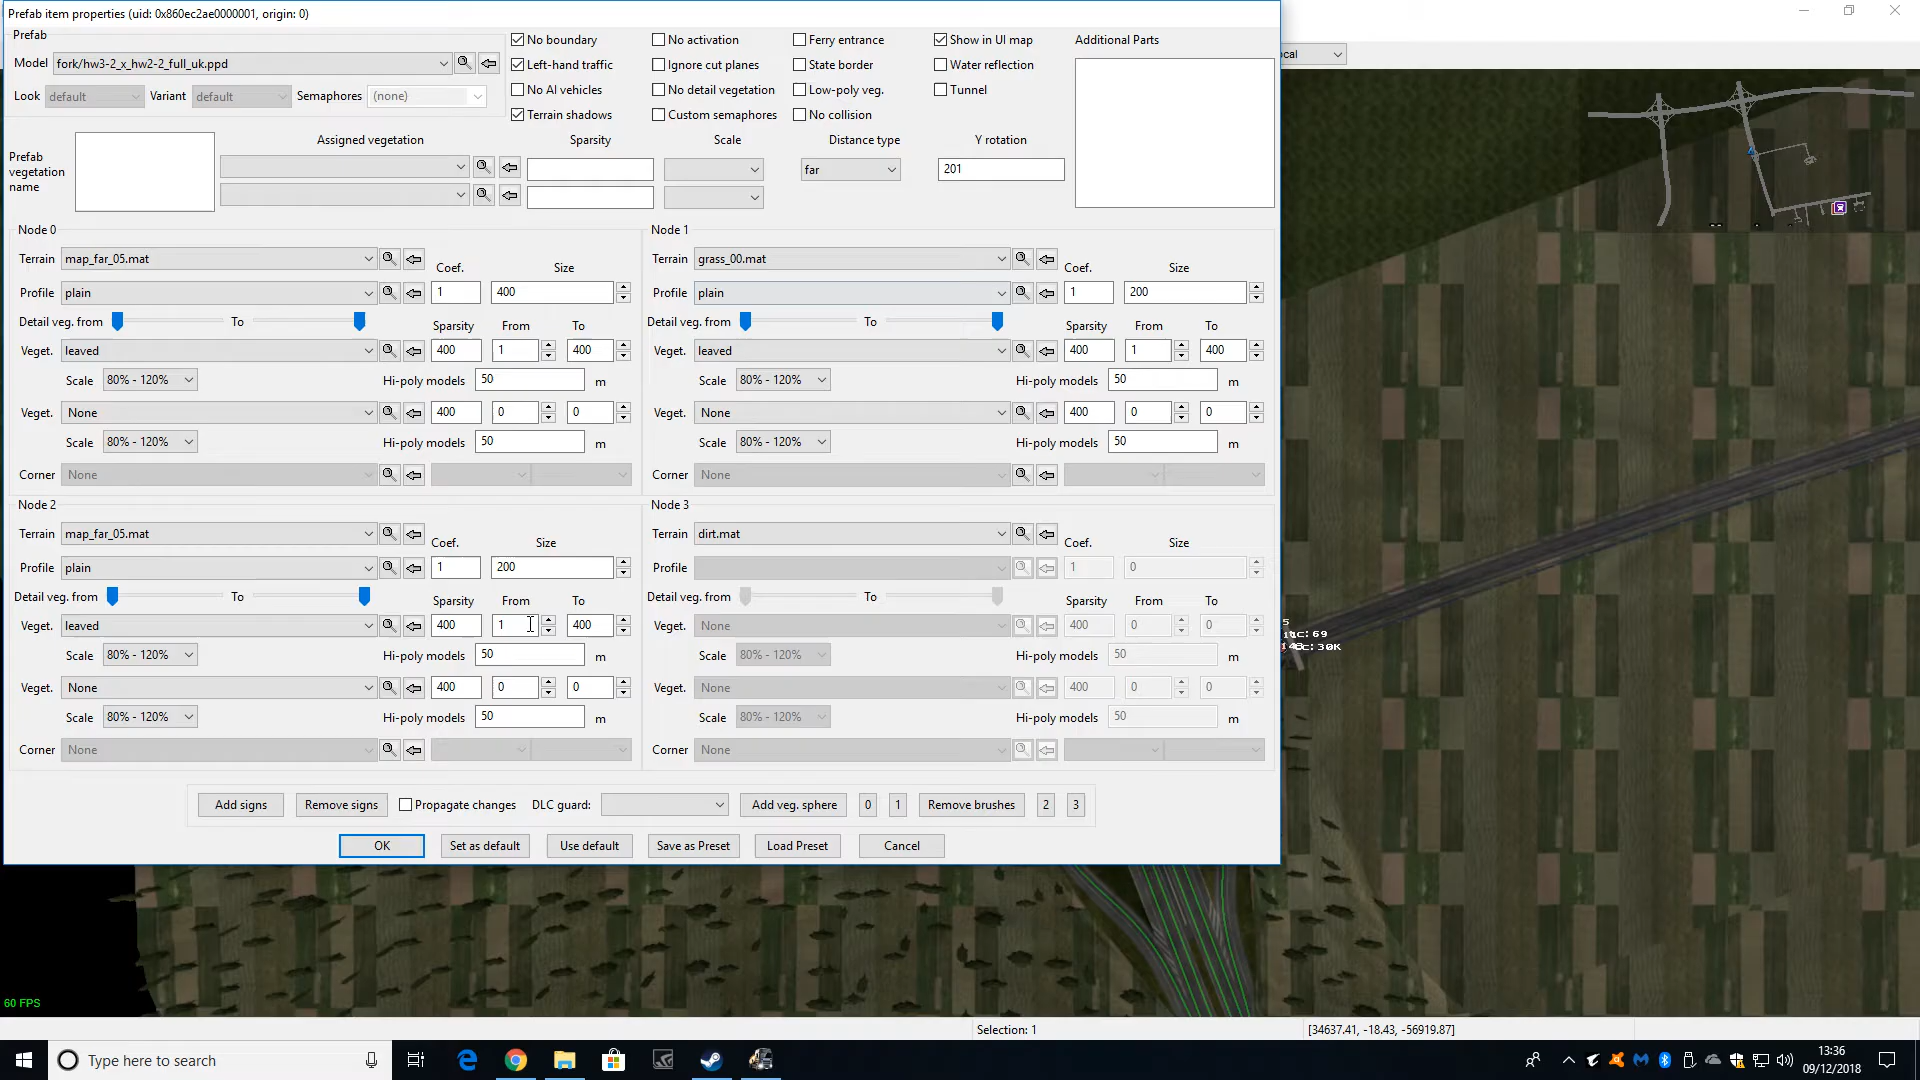 Prefab item properties (uid: 0x860ec2ae0000001, origin: 0)
Prefab
Model fork/hw3-2_x_hw2-2_full_uk.ppd
Look default Variant default Semaphores (none)
No boundary No activation Ferry entrance Show in UI map Additional Parts
Left-hand traffic Ignore cut planes State border Water reflection
No AI vehicles No detail vegetation Low-poly veg. Tunnel
Terrain shadows Custom semaphores No collision
Assigned vegetation Sparsity Scale Distance type Y rotation
Prefab
vegetation
name
far 201
Node 0
Terrain map_far_05.mat Coef. Size
Profile plain 1 400
Detail veg. from To Sparsity From To
Veget. leaved 400 1 400
Scale 80% - 120% Hi-poly models 50 m
Veget. None 400 0 0
Scale 80% - 120% Hi-poly models 50 m
Corner None
Node 1
Terrain grass_00.mat Coef. Size
Profile plain 1 200
Detail veg. from To Sparsity From To
Veget. leaved 400 1 400
Scale 80% - 120% Hi-poly models 50 m
Veget. None 400 0 0
Scale 80% - 120% Hi-poly models 50 m
Corner None
Node 2
Terrain map_far_05.mat Coef. Size
Profile plain 1 200
Detail veg. from To Sparsity From To
Veget. leaved 400 1 400
Scale 80% - 120% Hi-poly models 50 m
Veget. None 400 0 0
Scale 80% - 120% Hi-poly models 50 m
Corner None
Node 3
Terrain dirt.mat Coef. Size
Profile 1 0
Detail veg. from To Sparsity From To
Veget. None 400 0 0
Scale 80% - 120% Hi-poly models 50 m
Veget. None 400 0 0
Scale 80% - 120% Hi-poly models 50 m
Corner None
Add signs Remove signs Propagate changes DLC guard: Add veg. sphere 0 1 Remove brushes 2 3
OK Set as default Use default Save as Preset Load Preset Cancel
cal
c: 69
c: 30K
60 FPS
Selection: 1 [34637.41, -18.43, -56919.87]
Type here to search
13:36
09/12/2018